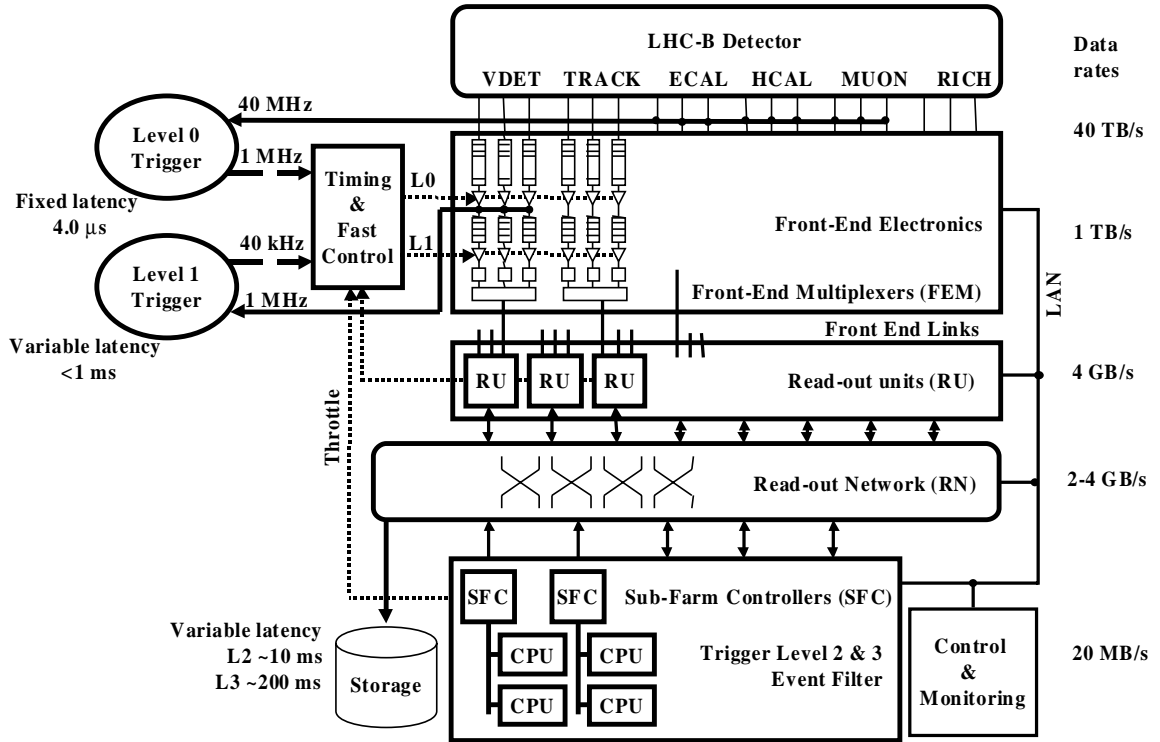 LHC-B Detector
Data
rates
VDET TRACK ECAL HCAL MUON RICH
40 MHz
40 TB/s
Level 0
Trigger
1 MHz
Timing
&
Fast
Control
L0
Front-End Electronics
Fixed latency
4.0 μs
1 TB/s
40 kHz
L1
Level 1
Trigger
LAN
1 MHz
Front-End Multiplexers (FEM)
Front End Links
Variable latency
<1 ms
RU
RU
RU
Read-out units (RU)
4 GB/s
Throttle
Read-out Network (RN)
2-4 GB/s
SFC
SFC
Sub-Farm Controllers (SFC)
Variable latency
L2 ~10 ms
L3 ~200 ms
Storage
CPU
CPU
CPU
CPU
Trigger Level 2 & 3
Event Filter
Control
&
Monitoring
20 MB/s